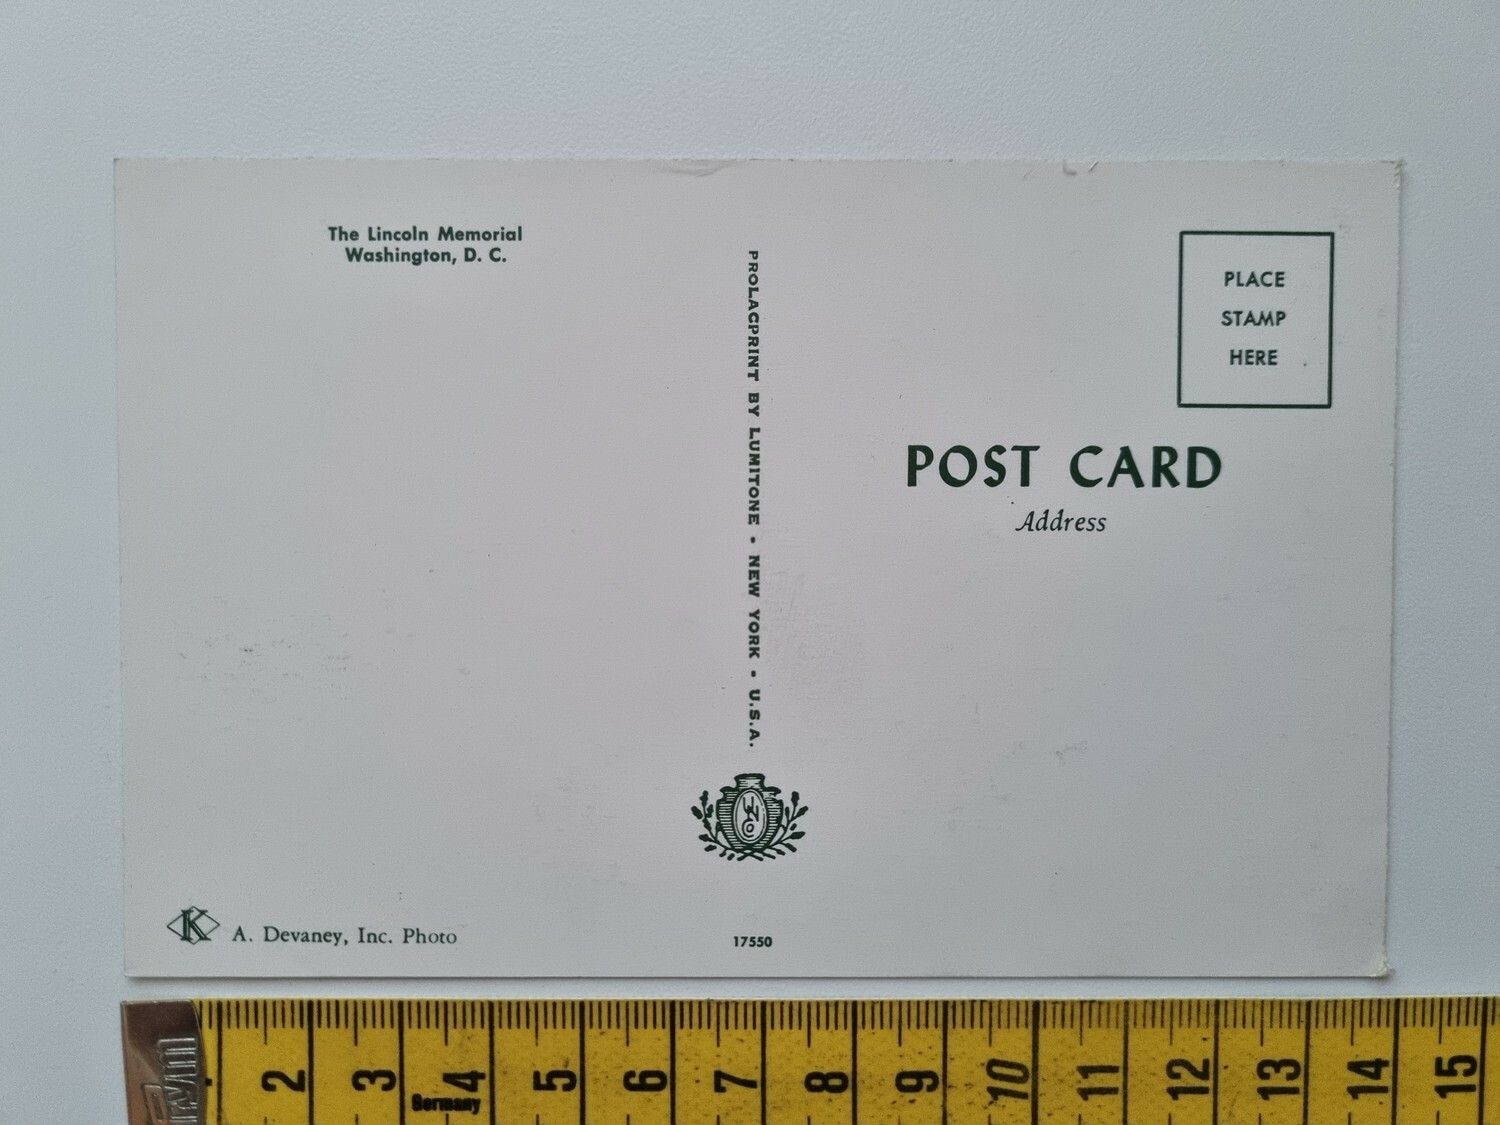 The Lincoln Memorial
Washington, D. C.
PROLACPRINT BY LUMITONE • NEW YORK • U.S.A.
PLACE
STAMP
HERE
POST CARD
Address
K
A. Devaney, Inc. Photo
17550
2 3 4 5 6 7 8 9 10 11 12 13 14 15
Germany